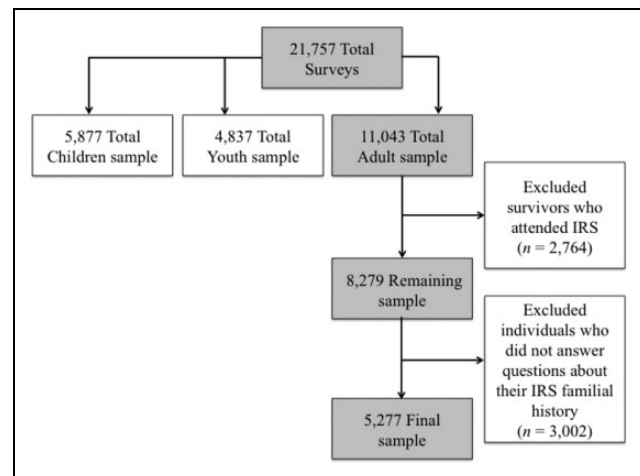 21,757 Total
Surveys
5,877 Total
Children sample
4,837 Total
Youth sample
11,043 Total
Adult sample
Excluded
survivors who
attended IRS
(n = 2,764)
8,279 Remaining
sample
Excluded
individuals who
did not answer
questions about
their IRS familial
history
(n = 3,002)
5,277 Final
sample